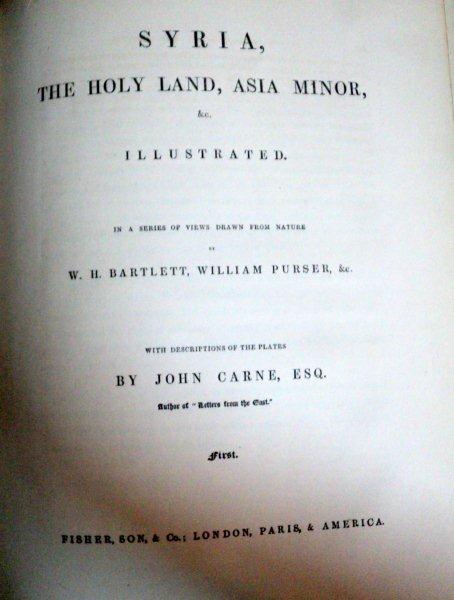 SYRIA,
THE HOLY LAND, ASIA MINOR,
&c.
ILLUSTRATED.
IN A SERIES OF VIEWS DRAWN FROM NATURE
BY
W. H. BARTLETT, WILLIAM PURSER, &c.
WITH DESCRIPTIONS OF THE PLATES
BY JOHN CARNE, ESQ.
Author of "Letters from the East."
First.
FISHER, SON, & Co.; LONDON, PARIS, & AMERICA.